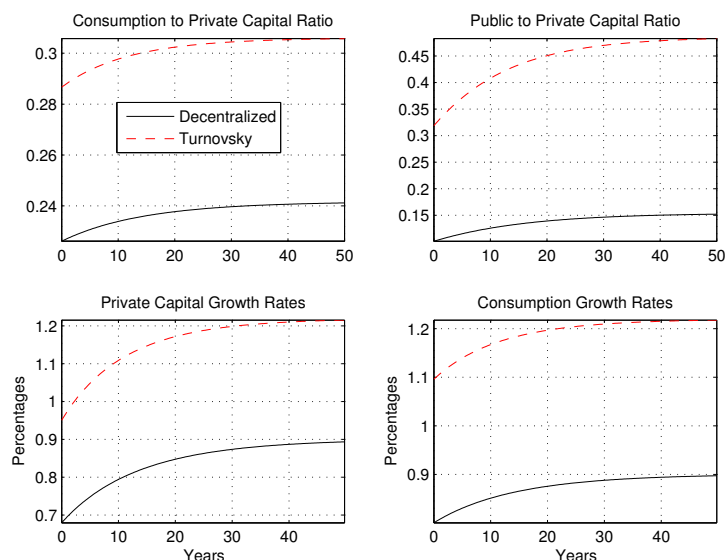 Consumption to Private Capital Ratio
0.3
0.28
0.26
0.24
Decentralized
Turnovsky
0 10 20 30 40 50
Public to Private Capital Ratio
0.45
0.4
0.35
0.3
0.25
0.2
0.15
0 10 20 30 40 50
Private Capital Growth Rates
Percentages
1.2
1.1
1
0.9
0.8
0.7
0 10 20 30 40
Years
Consumption Growth Rates
Percentages
1.2
1.1
1
0.9
0 10 20 30 40
Years